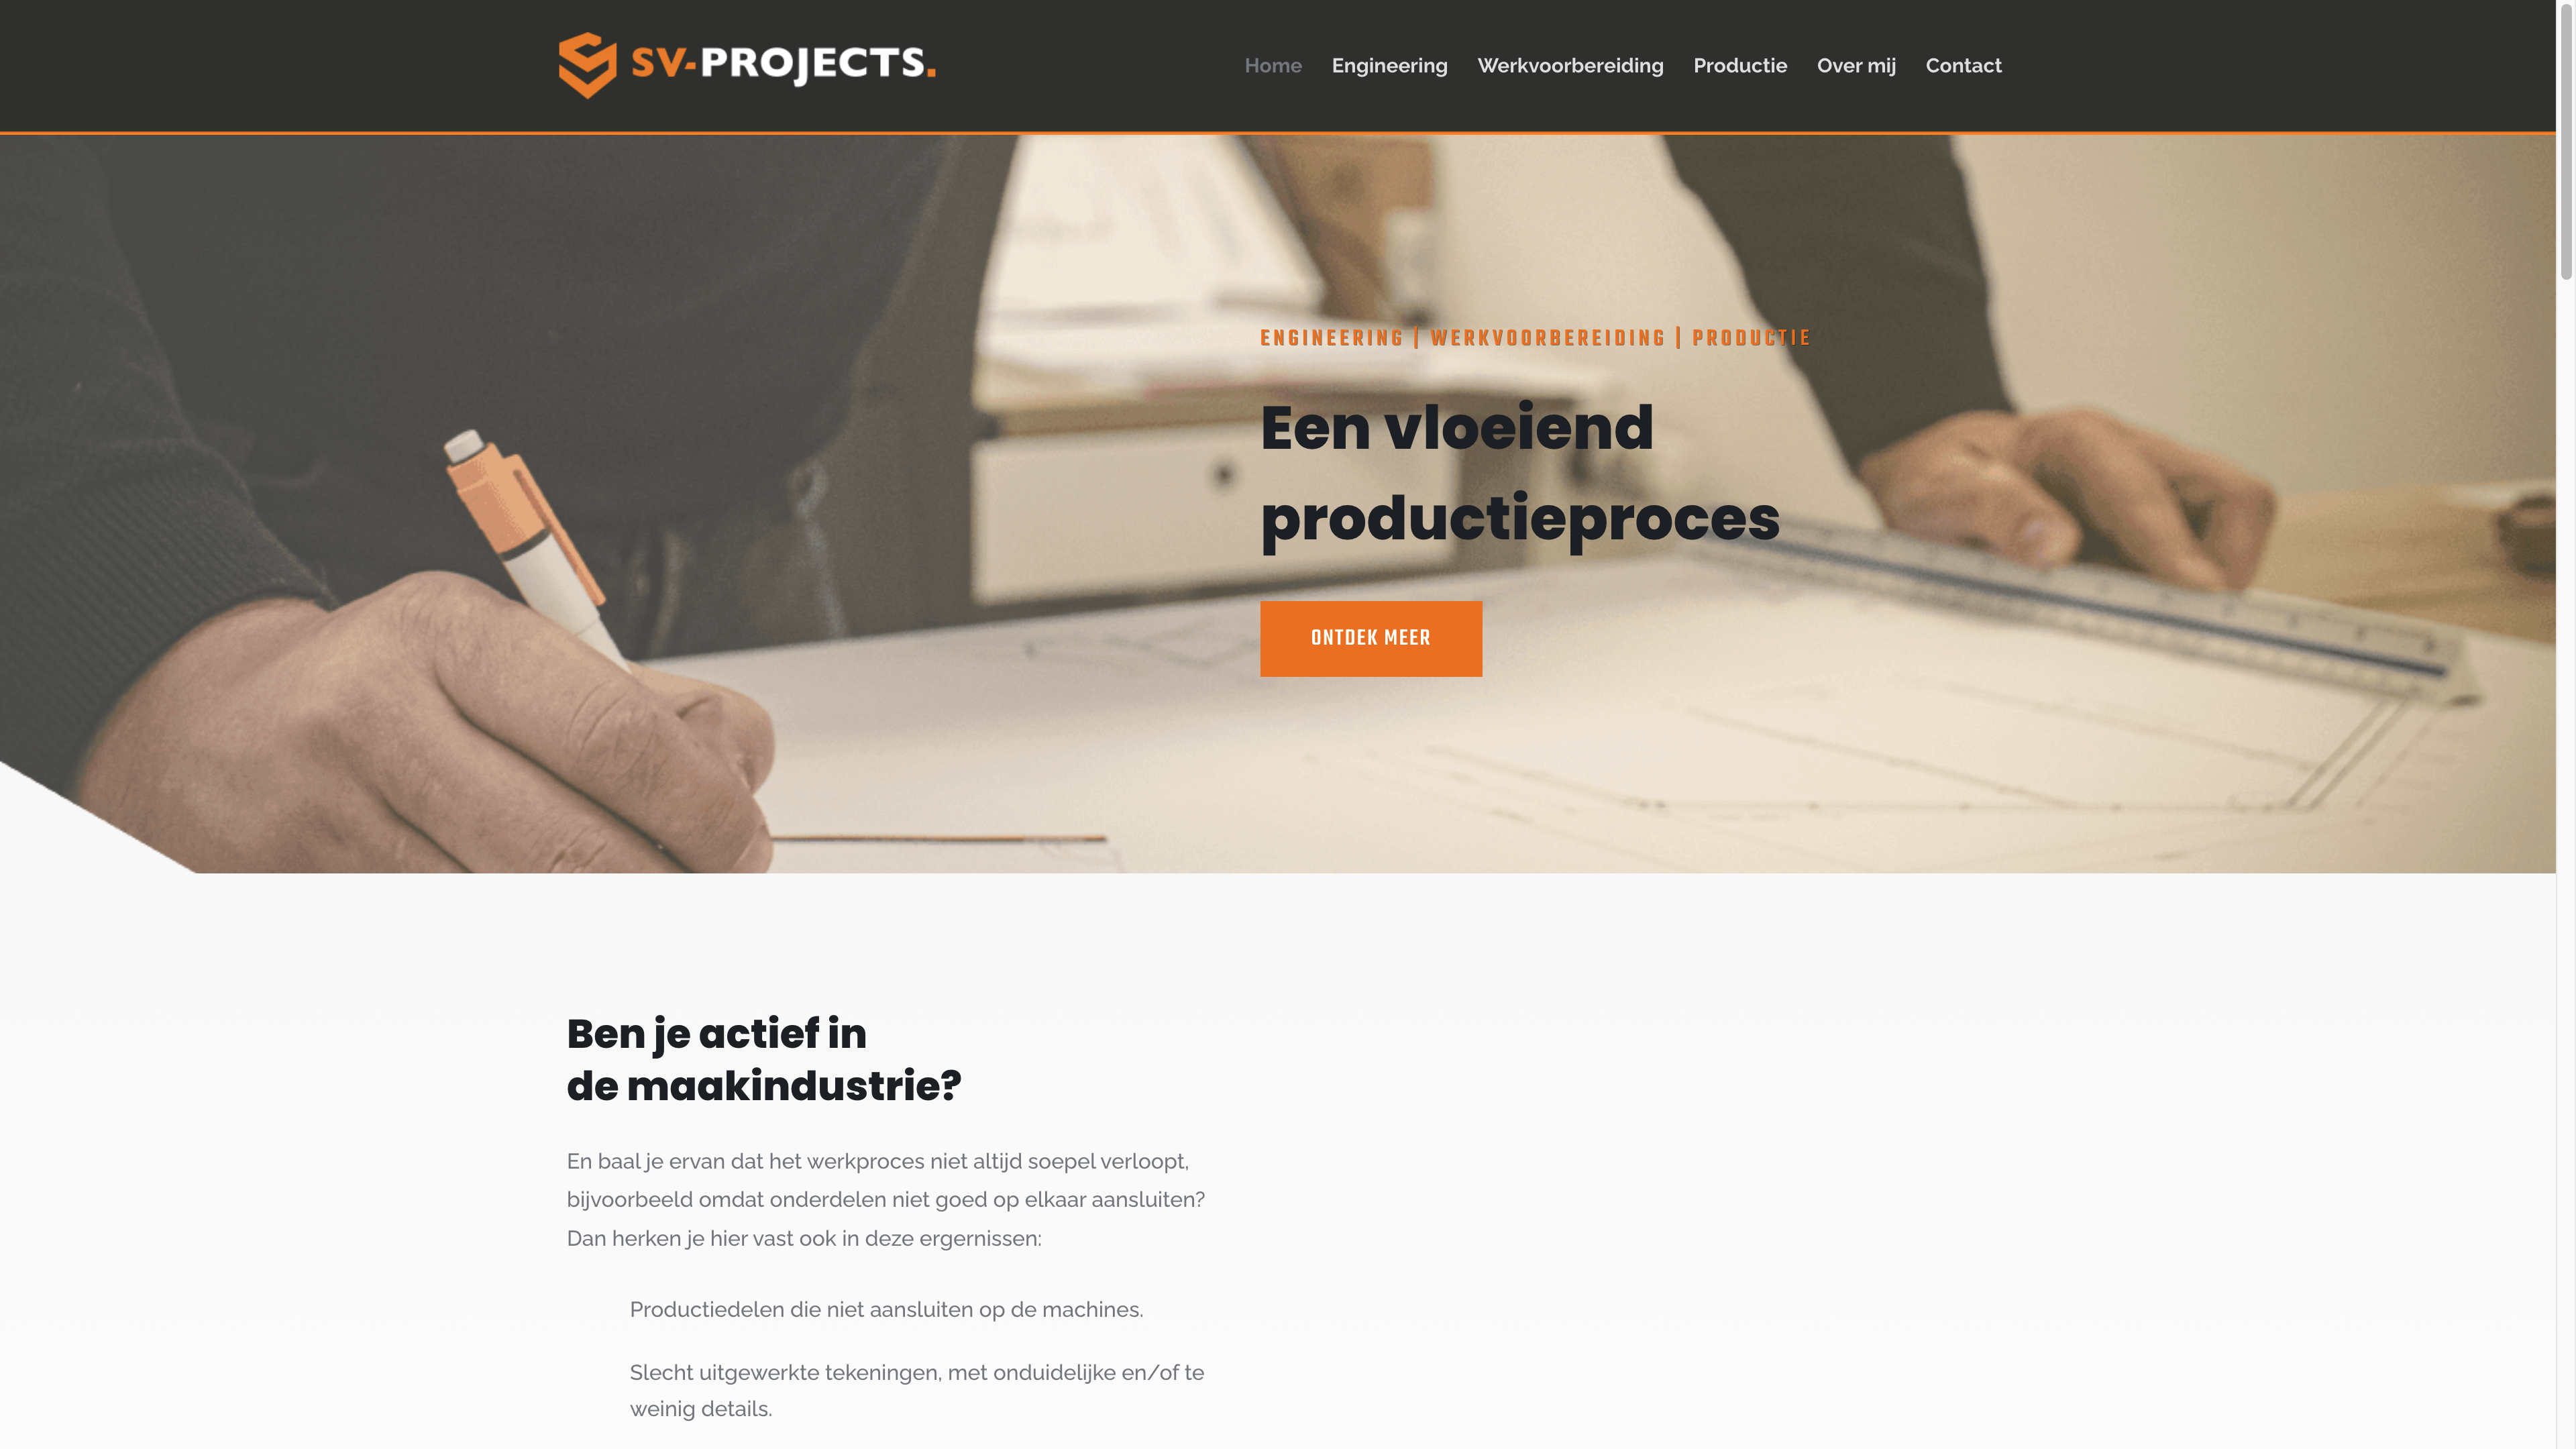 SV-PROJECTS.
Home Engineering Werkvoorbereiding Productie Over mij Contact
ENGINEERING | WERKVOORBEREIDING | PRODUCTIE
Een vloeiend
productieproces
ONTDEK MEER
Ben je actief in
de maakindustrie?
En baal je ervan dat het werkproces niet altijd soepel verloopt,
bijvoorbeeld omdat onderdelen niet goed op elkaar aansluiten?
Dan herken je hier vast ook in deze ergernissen:
Productiedelen die niet aansluiten op de machines.
Slecht uitgewerkte tekeningen, met onduidelijke en/of te
weinig details.